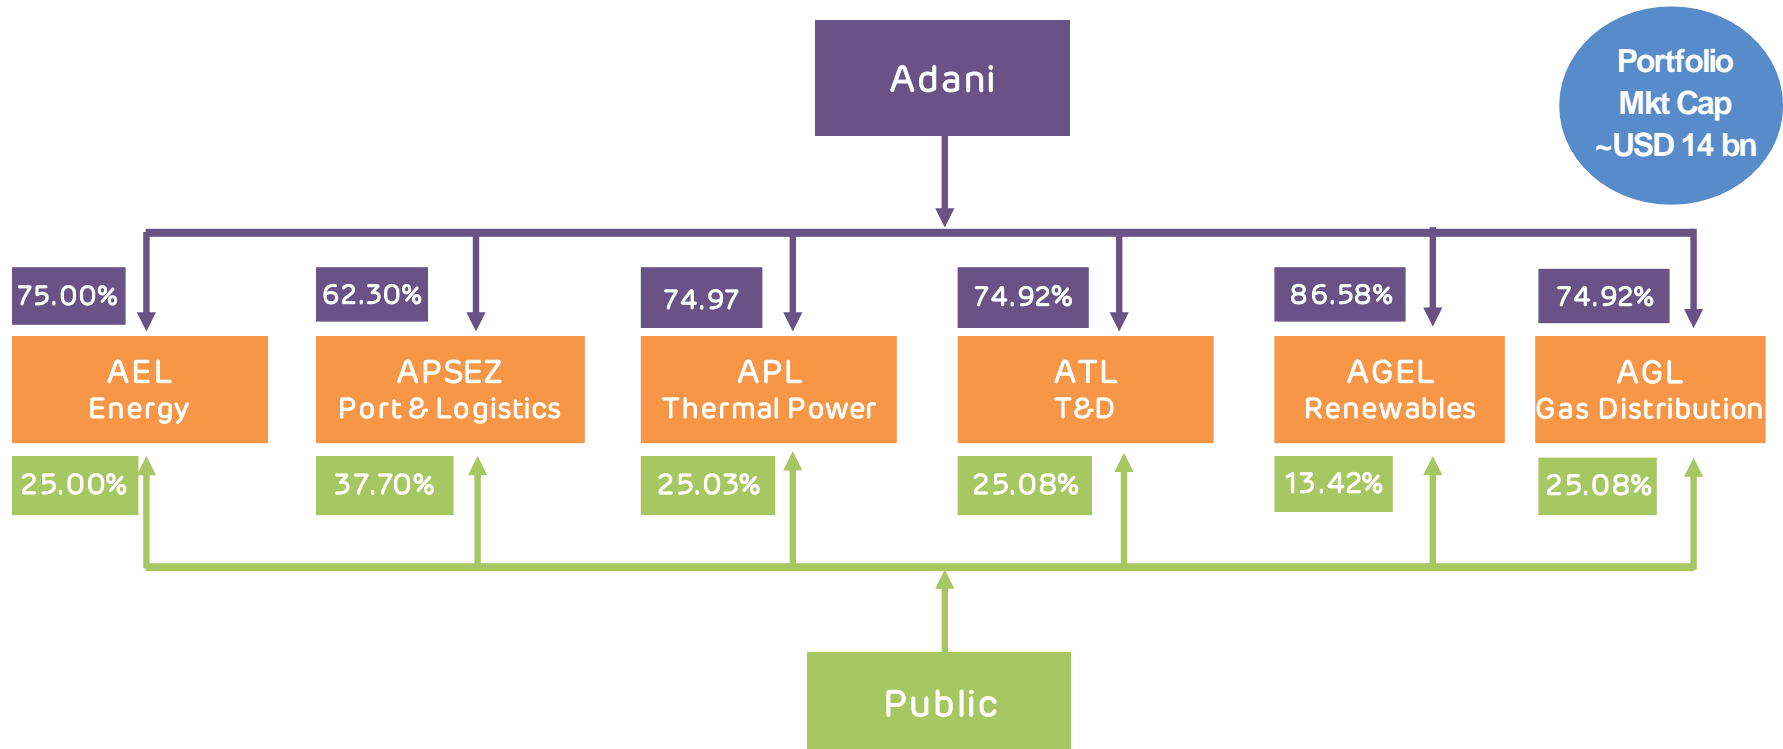 Adani
Portfolio
Mkt Cap
~USD 14 bn
75.00%
62.30%
74.97
74.92%
86.58%
74.92%
AEL
Energy
APSEZ
Port & Logistics
APL
Thermal Power
ATL
T&D
AGEL
Renewables
AGL
Gas Distribution
25.00%
37.70%
25.03%
25.08%
13.42%
25.08%
Public